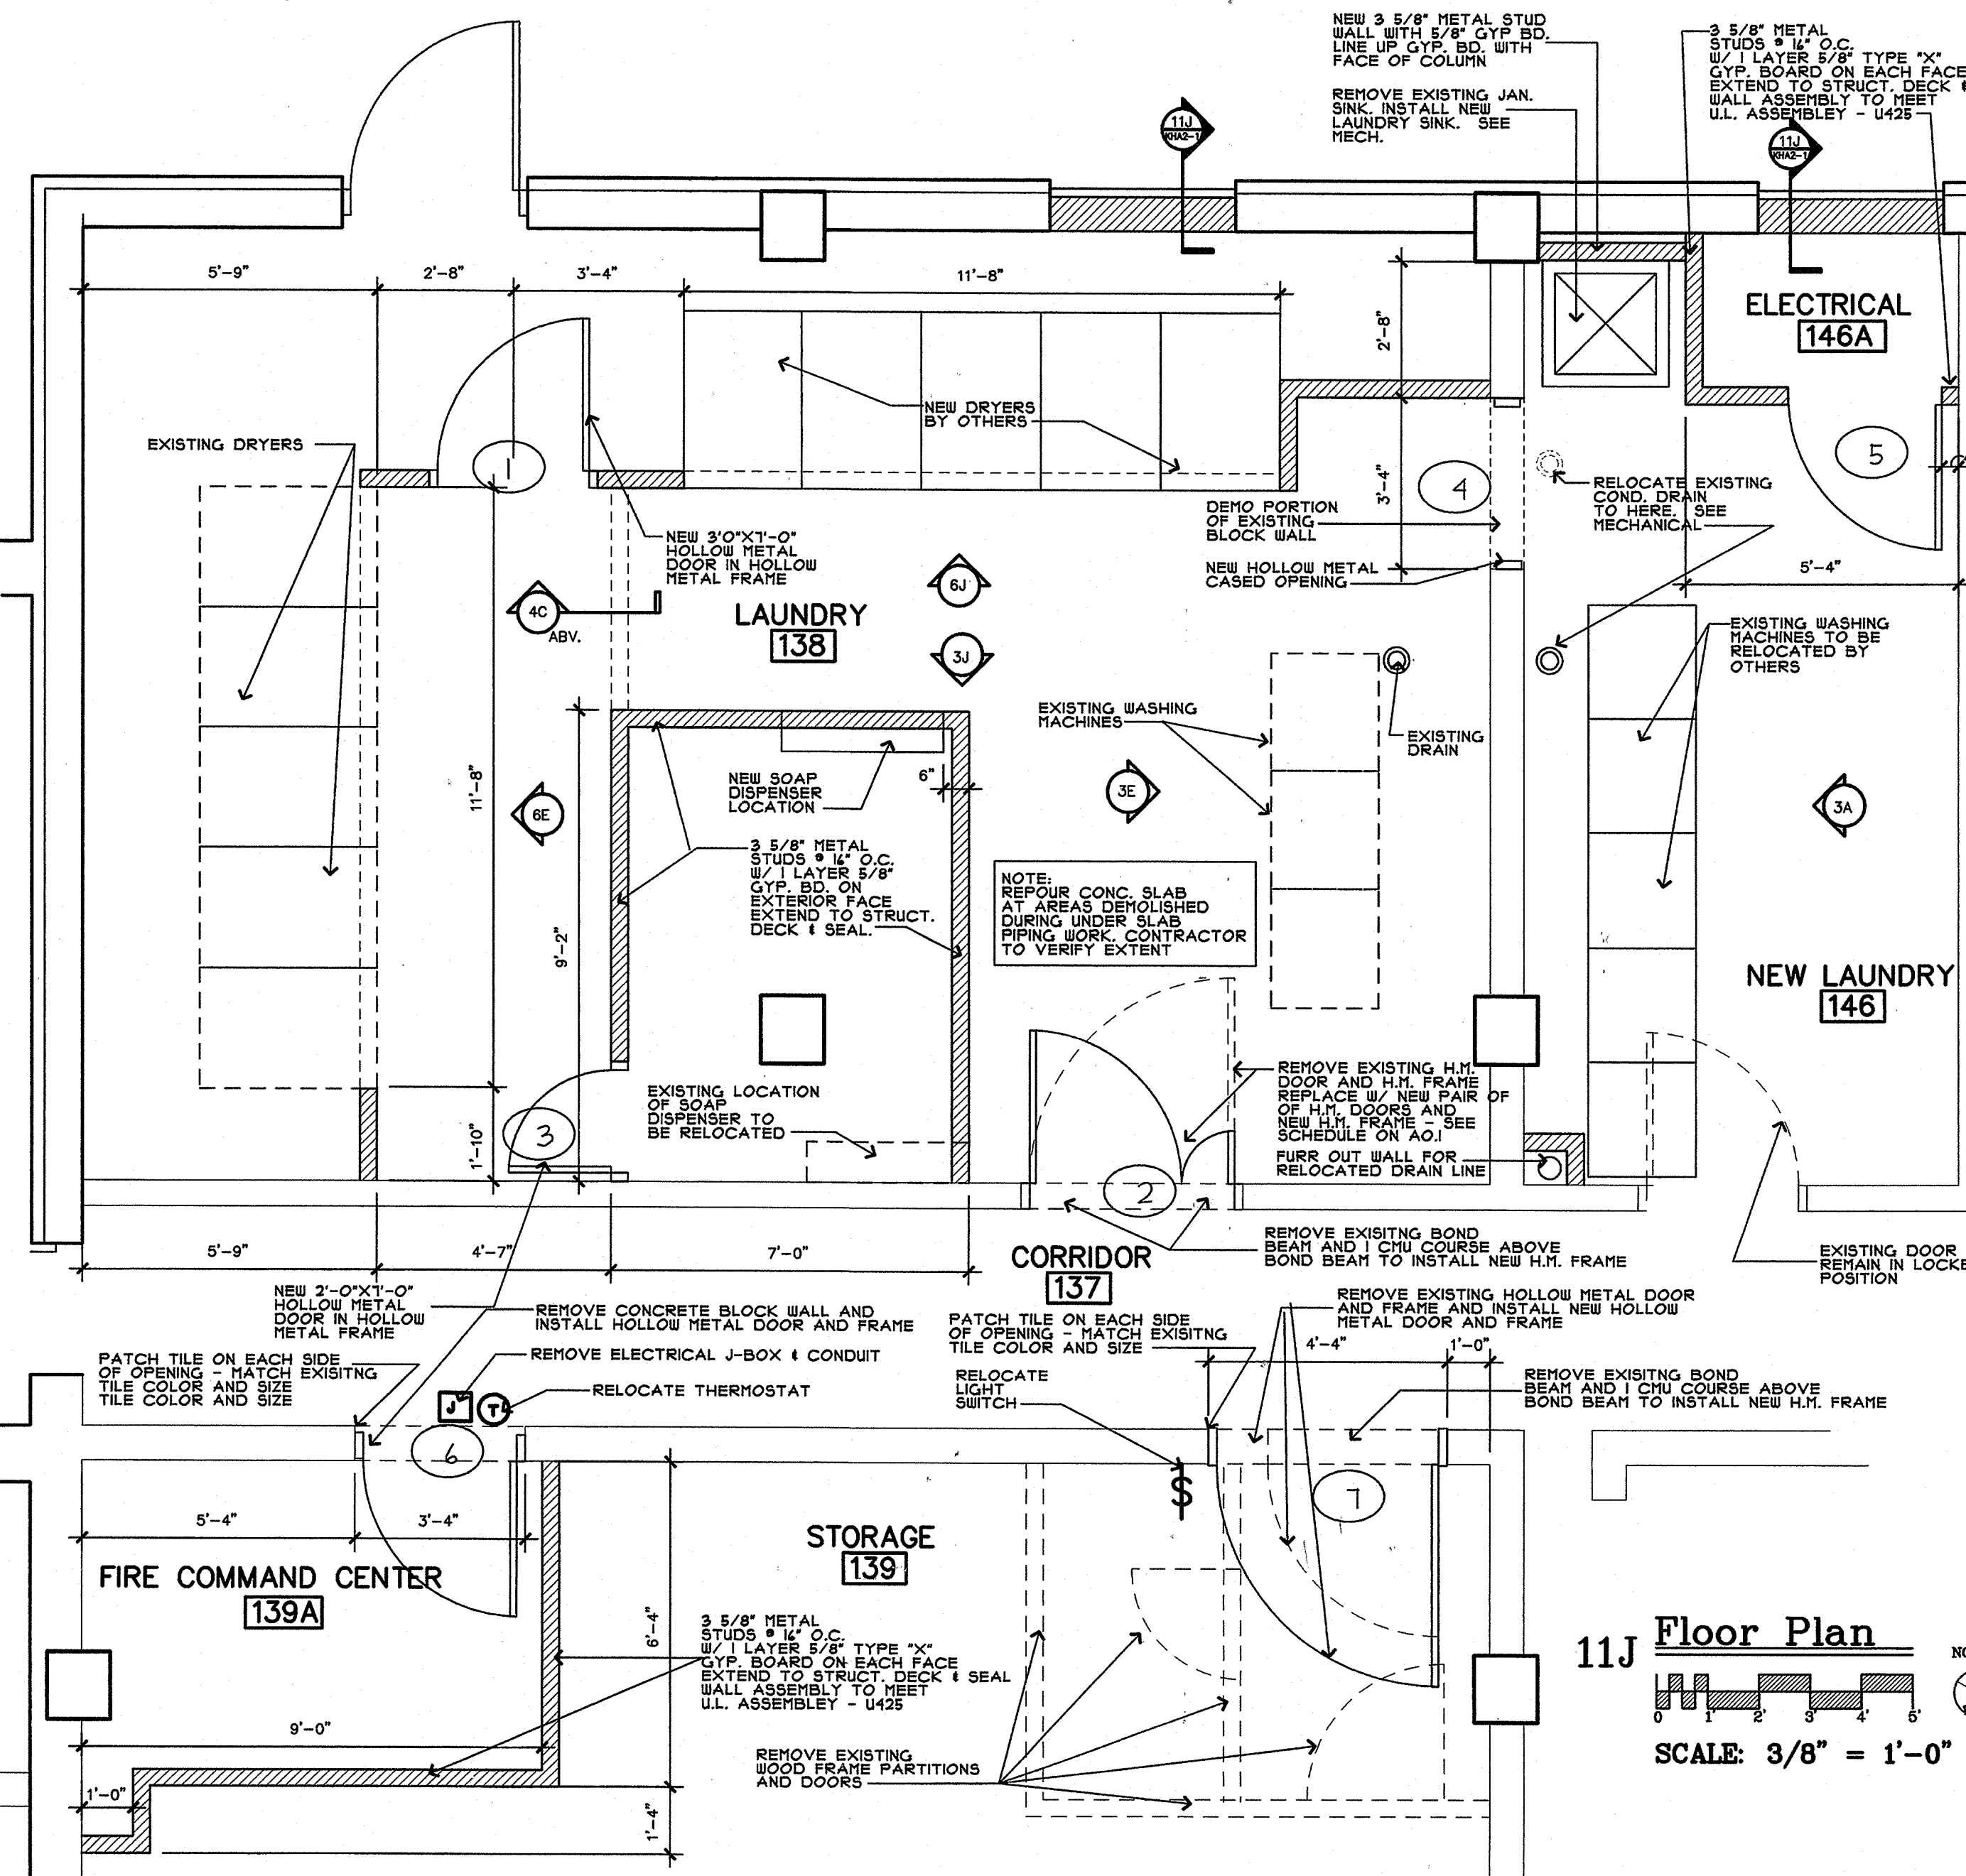 NEW 3 5/8" METAL STUD
WALL WITH 5/8" GYP BD.
LINE UP GYP. BD. WITH
FACE OF COLUMN
REMOVE EXISTING JAN.
SINK. INSTALL NEW
LAUNDRY SINK. SEE
MECH.
3 5/8" METAL
STUDS @ 16" O.C.
W/ 1 LAYER 5/8" TYPE "X"
GYP. BOARD ON EACH FACE
EXTEND TO STRUCT. DECK &
WALL ASSEMBLY TO MEET
U.L. ASSEMBLEY - U425
11J
KHA2-1
11J
KHA2-1
5'-9"
2'-8"
3'-4"
11'-8"
2'-8"
ELECTRICAL
146A
EXISTING DRYERS
NEW DRYERS
BY OTHERS
1
4
5
3'-4"
DEMO PORTION
OF EXISTING
BLOCK WALL
RELOCATE EXISTING
COND. DRAIN
TO HERE. SEE
MECHANICAL
NEW 3'0"X7'-0"
HOLLOW METAL
DOOR IN HOLLOW
METAL FRAME
NEW HOLLOW METAL
CASED OPENING
5'-4"
4C
ABV.
6J
LAUNDRY
138
3J
EXISTING WASHING
MACHINES TO BE
RELOCATED BY
OTHERS
EXISTING WASHING
MACHINES
EXISTING
DRAIN
NEW SOAP
DISPENSER
LOCATION
6"
11'-8"
6E
3E
3A
3 5/8" METAL
STUDS @ 16" O.C.
W/ 1 LAYER 5/8"
GYP. BD. ON
EXTERIOR FACE
EXTEND TO STRUCT.
DECK & SEAL.
9'-2"
NOTE:
REPOUR CONC. SLAB
AT AREAS DEMOLISHED
DURING UNDER SLAB
PIPING WORK. CONTRACTOR
TO VERIFY EXTENT
NEW LAUNDRY
146
EXISTING LOCATION
OF SOAP
DISPENSER TO
BE RELOCATED
REMOVE EXISTING H.M.
DOOR AND H.M. FRAME
REPLACE W/ NEW PAIR OF
OF H.M. DOORS AND
NEW H.M. FRAME - SEE
SCHEDULE ON A0.1
FURR OUT WALL FOR
RELOCATED DRAIN LINE
1'-10"
3
2
5'-9"
4'-7"
7'-0"
CORRIDOR
137
REMOVE EXISITNG BOND
BEAM AND 1 CMU COURSE ABOVE
BOND BEAM TO INSTALL NEW H.M. FRAME
EXISTING DOOR
REMAIN IN LOCKE
POSITION
NEW 2'-0"X7'-0"
HOLLOW METAL
DOOR IN HOLLOW
METAL FRAME
REMOVE CONCRETE BLOCK WALL AND
INSTALL HOLLOW METAL DOOR AND FRAME
REMOVE EXISTING HOLLOW METAL DOOR
AND FRAME AND INSTALL NEW HOLLOW
METAL DOOR AND FRAME
PATCH TILE ON EACH SIDE
OF OPENING - MATCH EXISITNG
TILE COLOR AND SIZE
PATCH TILE ON EACH SIDE
OF OPENING - MATCH EXISITNG
TILE COLOR AND SIZE
TILE COLOR AND SIZE
REMOVE ELECTRICAL J-BOX & CONDUIT
J
T
RELOCATE THERMOSTAT
RELOCATE
LIGHT
SWITCH
4'-4"
1'-0"
REMOVE EXISITNG BOND
BEAM AND 1 CMU COURSE ABOVE
BOND BEAM TO INSTALL NEW H.M. FRAME
6
7
$
5'-4"
3'-4"
STORAGE
139
FIRE COMMAND CENTER
139A
6'-4"
3 5/8" METAL
STUDS @ 16" O.C.
W/ 1 LAYER 5/8" TYPE "X"
GYP. BOARD ON EACH FACE
EXTEND TO STRUCT. DECK & SEAL
WALL ASSEMBLY TO MEET
U.L. ASSEMBLEY - U425
9'-0"
1'-0"
1'-4"
REMOVE EXISTING
WOOD FRAME PARTITIONS
AND DOORS
11J
Floor Plan
NO
0 1' 2' 3' 4' 5'
SCALE: 3/8" = 1'-0"